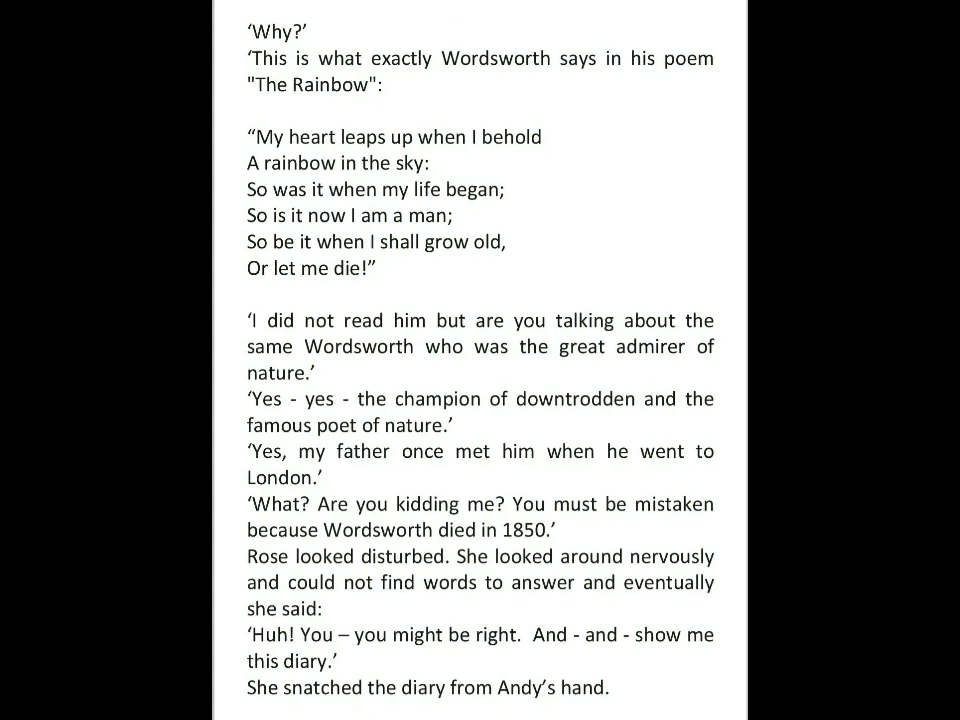 ‘Why?’
‘This is what exactly Wordsworth says in his poem
"The Rainbow":
“My heart leaps up when I behold
A rainbow in the sky:
So was it when my life began;
So is it now I am a man;
So be it when I shall grow old,
Or let me die!”
‘I did not read him but are you talking about the
same Wordsworth who was the great admirer of
nature.’
‘Yes - yes - the champion of downtrodden and the
famous poet of nature.’
‘Yes, my father once met him when he went to
London.’
‘What? Are you kidding me? You must be mistaken
because Wordsworth died in 1850.’
Rose looked disturbed. She looked around nervously
and could not find words to answer and eventually
she said:
‘Huh! You – you might be right.  And - and - show me
this diary.’
She snatched the diary from Andy’s hand.